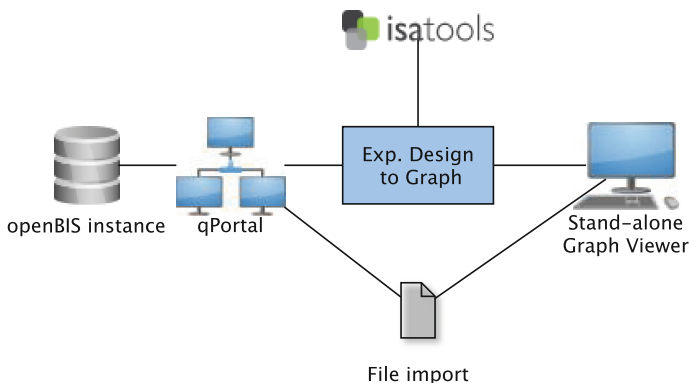 isatools
Exp. Design
to Graph
openBIS instance
qPortal
Stand-alone
Graph Viewer
File import